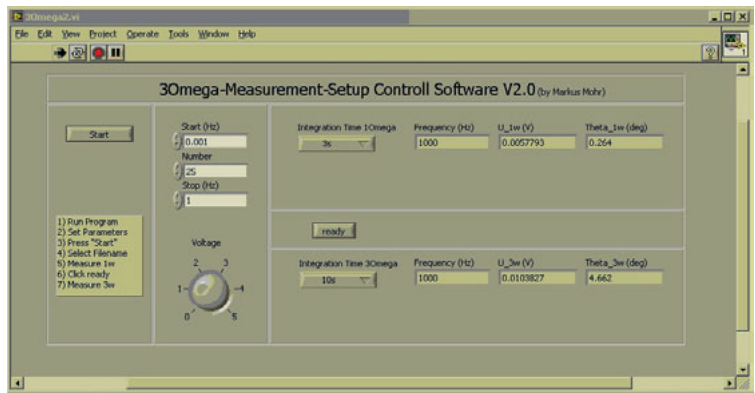 3Omega2.vi
File Edit View Project Operate Tools Window Help
3Omega-Measurement-Setup Controll Software V2.0 (by Markus Mohr)
Start
Start (Hz)
0.001
Number
25
Stop (Hz)
1
Integration Time 1Omega Frequency (Hz) U_1w (V) Theta_1w (deg)
3s 1000 0.0057793 0.264
1) Run Program
2) Set Parameters
3) Press "Start"
4) Select Filename
5) Measure 1w
6) Click ready
7) Measure 3w
Voltage
0 1 2 3 4 5
ready
Integration Time 3Omega Frequency (Hz) U_3w (V) Theta_3w (deg)
10s 1000 0.0103827 4.662
1